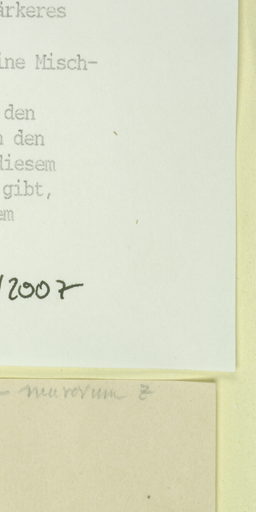 ärkeres
ine Misch-
den
n den
diesem
gibt,
em
/2007
- murorum Z